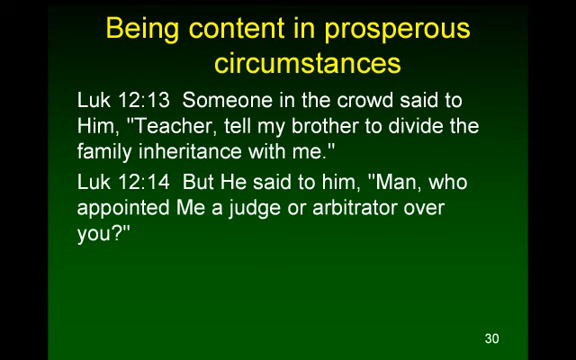 Being content in prosperous
circumstances
Luk 12:13  Someone in the crowd said to
Him, "Teacher, tell my brother to divide the
family inheritance with me."
Luk 12:14  But He said to him, "Man, who
appointed Me a judge or arbitrator over
you?"
30